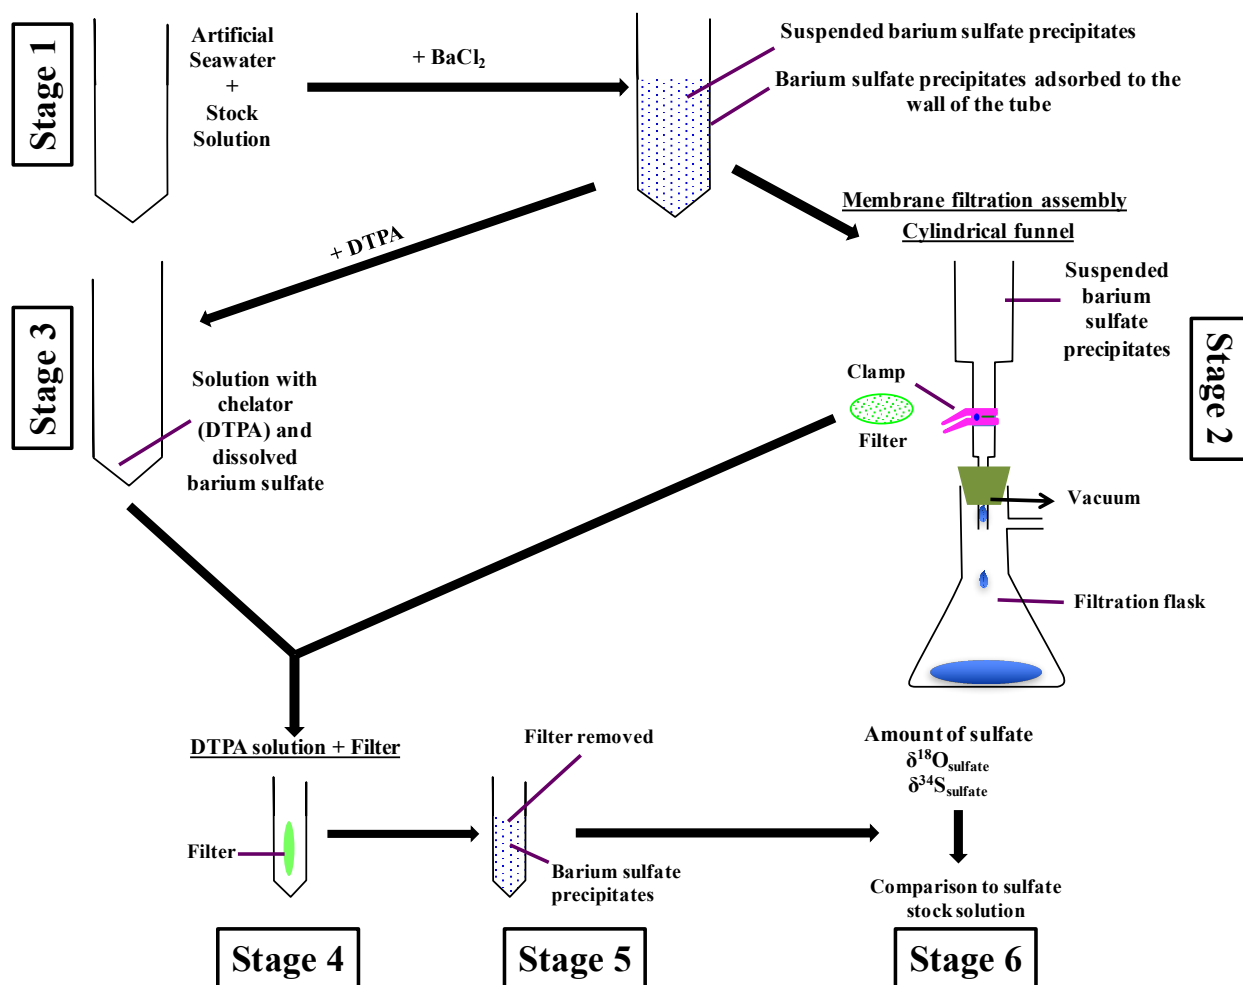 Stage 1
Artificial
Seawater
+
Stock
Solution
+ BaCl₂
Suspended barium sulfate precipitates
Barium sulfate precipitates adsorbed to the
wall of the tube
Membrane filtration assembly
Cylindrical funnel
Suspended
barium
sulfate
precipitates
Stage 2
Clamp
Filter
Vacuum
Filtration flask
+ DTPA
Stage 3
Solution with
chelator
(DTPA) and
dissolved
barium sulfate
DTPA solution + Filter
Filter
Stage 4
Filter removed
Barium sulfate
precipitates
Stage 5
Amount of sulfate
δ¹⁸Osulfate
δ³⁴Ssulfate
Comparison to sulfate
stock solution
Stage 6